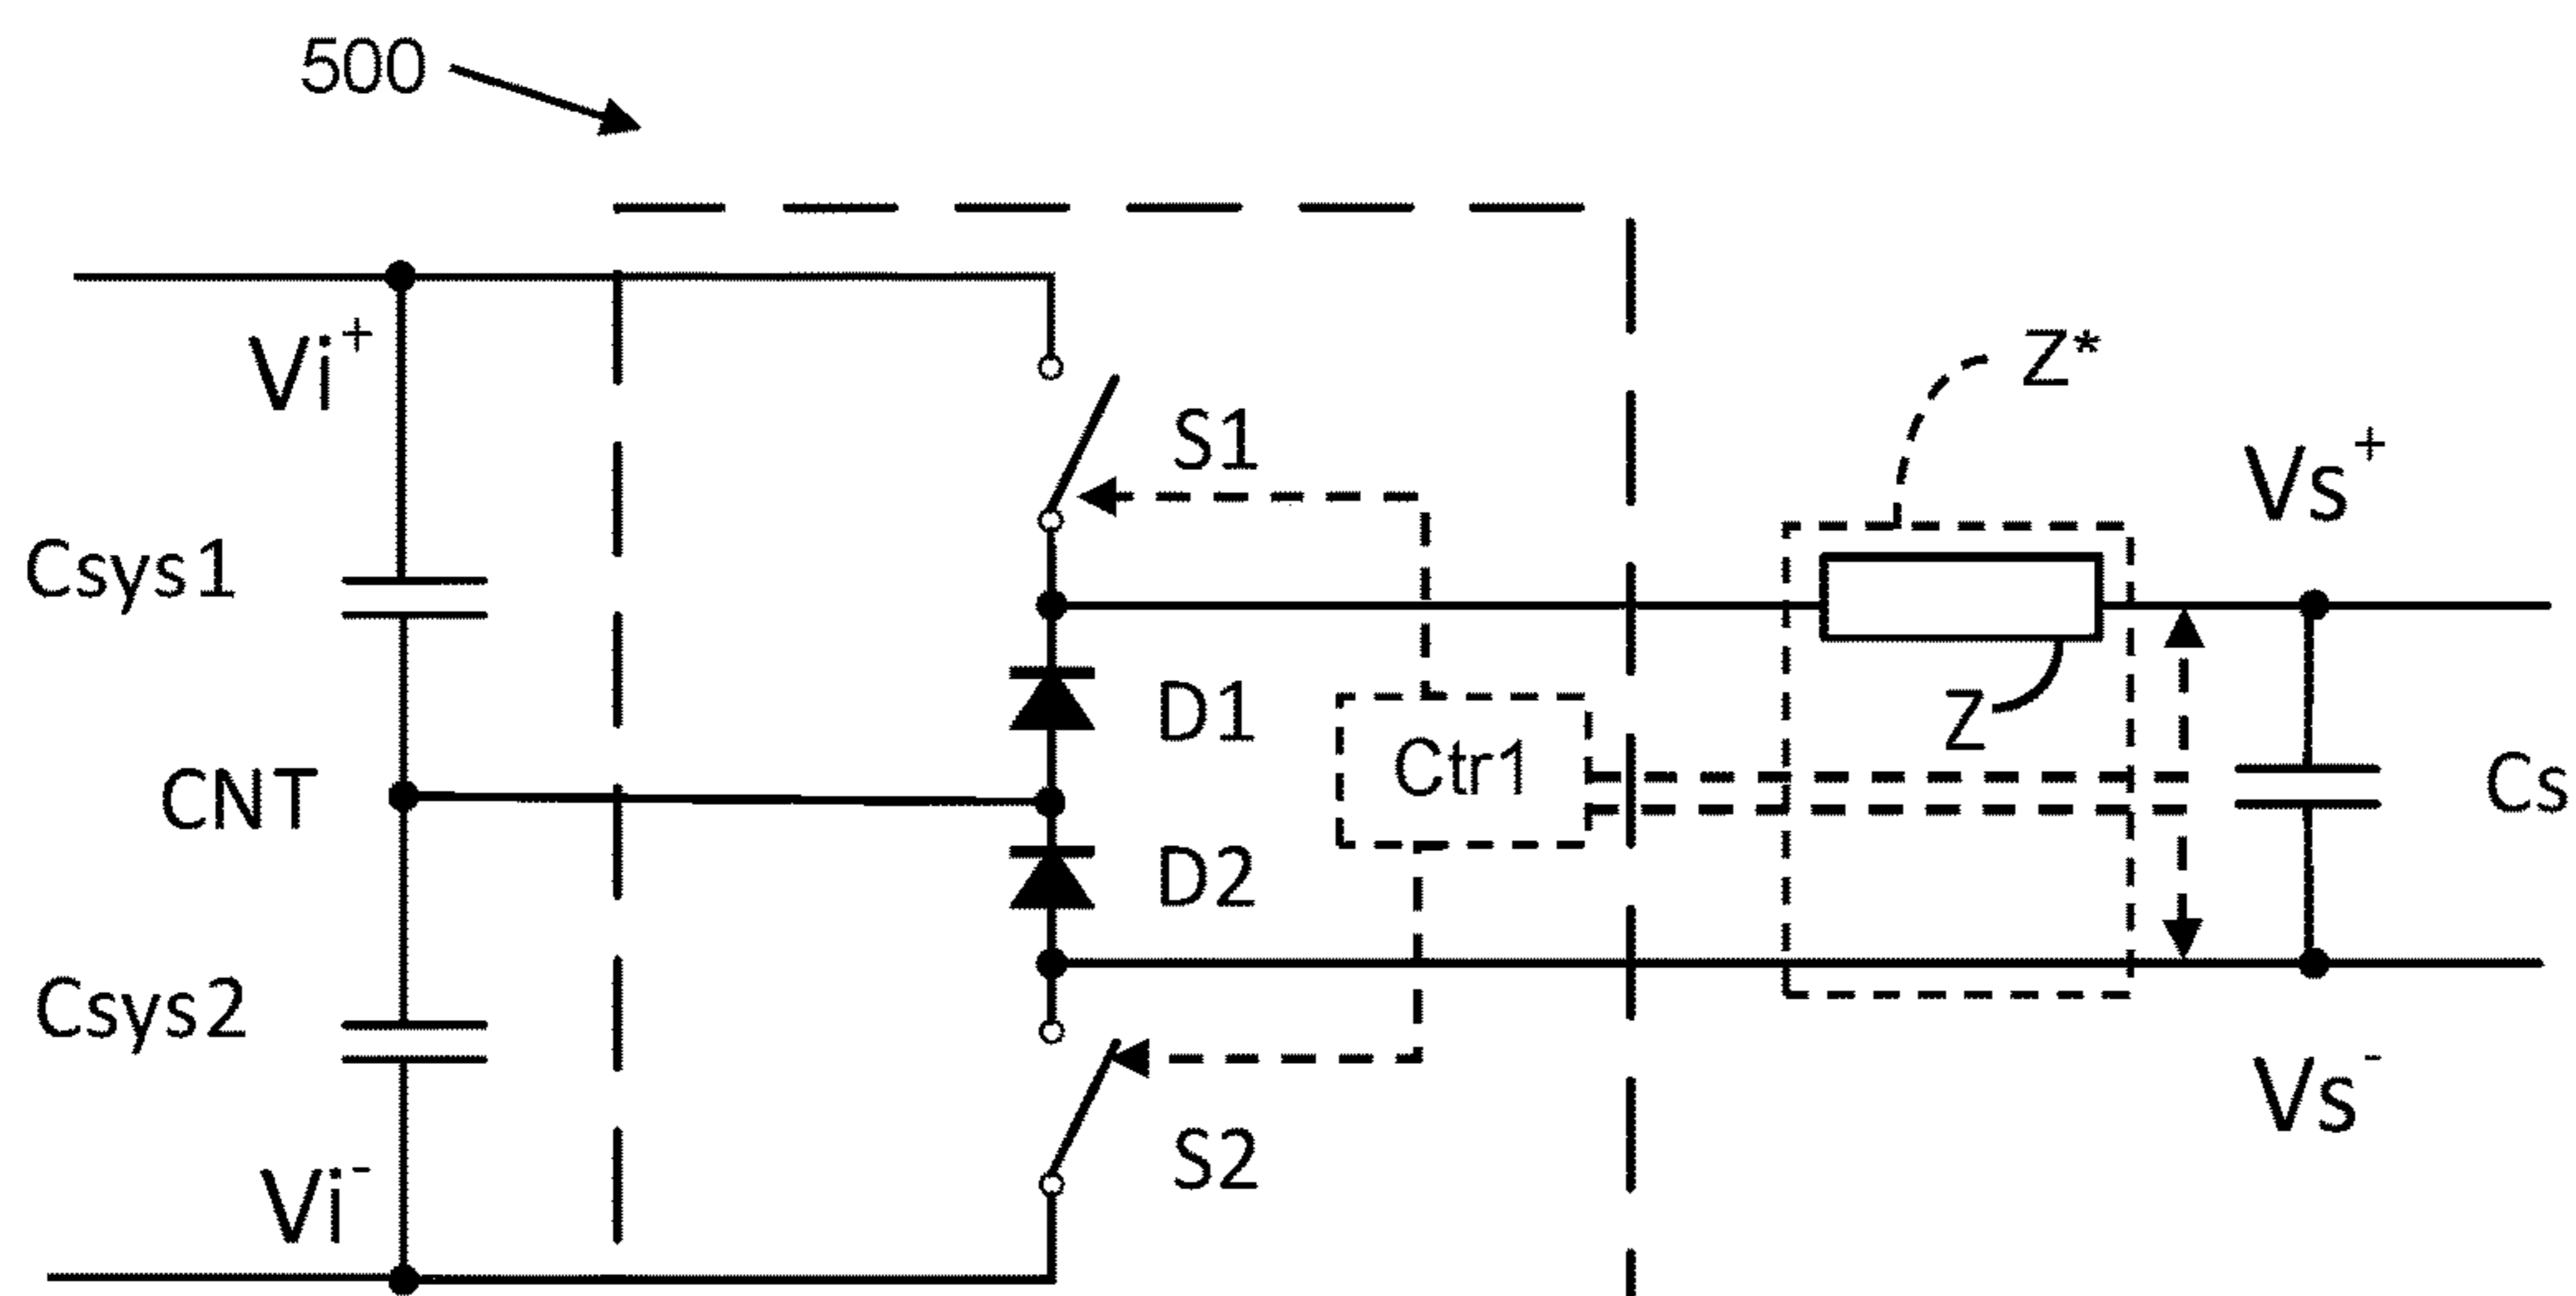 500
Vi⁺
Z*
S1
Vs⁺
Csys1
D1
Z
Ctr1
CNT
Cs
D2
Csys2
Vs⁻
S2
Vi⁻